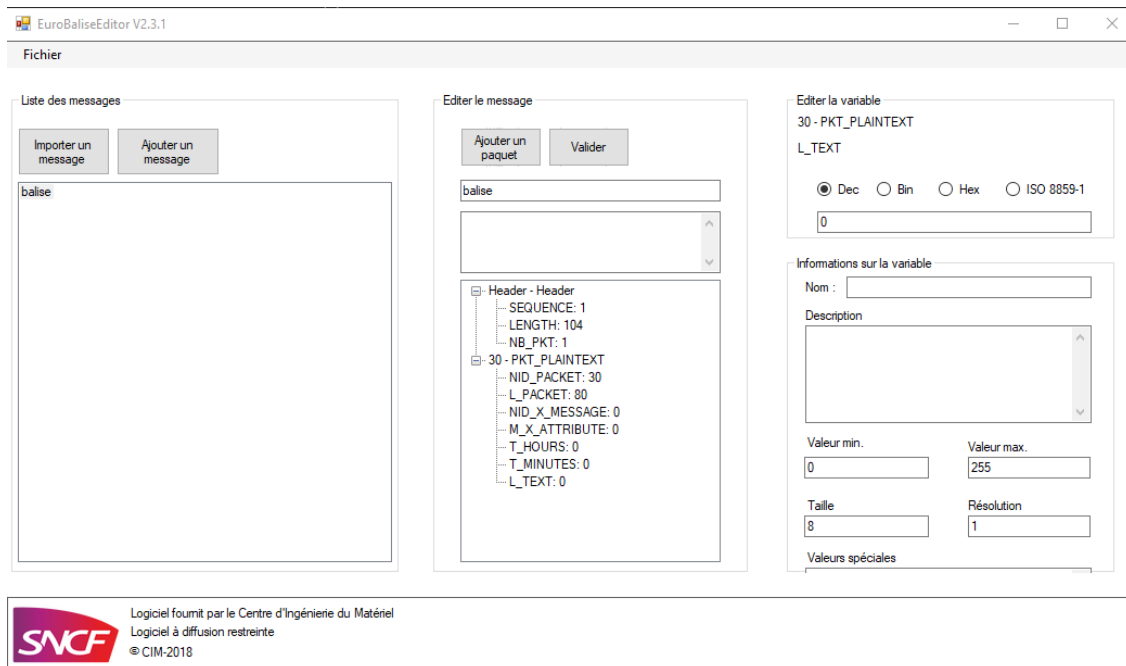 EuroBaliseEditor V2.3.1
Fichier
Liste des messages
Importer un
message
Ajouter un
message
balise
Editer le message
Ajouter un
paquet
Valider
balise
Header - Header
SEQUENCE: 1
LENGTH: 104
NB_PKT: 1
30 - PKT_PLAINTEXT
NID_PACKET: 30
L_PACKET: 80
NID_X_MESSAGE: 0
M_X_ATTRIBUTE: 0
T_HOURS: 0
T_MINUTES: 0
L_TEXT: 0
Editer la variable
30 - PKT_PLAINTEXT
L_TEXT
Dec Bin Hex ISO 8859-1
0
Informations sur la variable
Nom :
Description
Valeur min. Valeur max.
0 255
Taille Résolution
8 1
Valeurs spéciales
SNCF
Logiciel fournit par le Centre d'Ingénierie du Matériel
Logiciel à diffusion restreinte
© CIM-2018